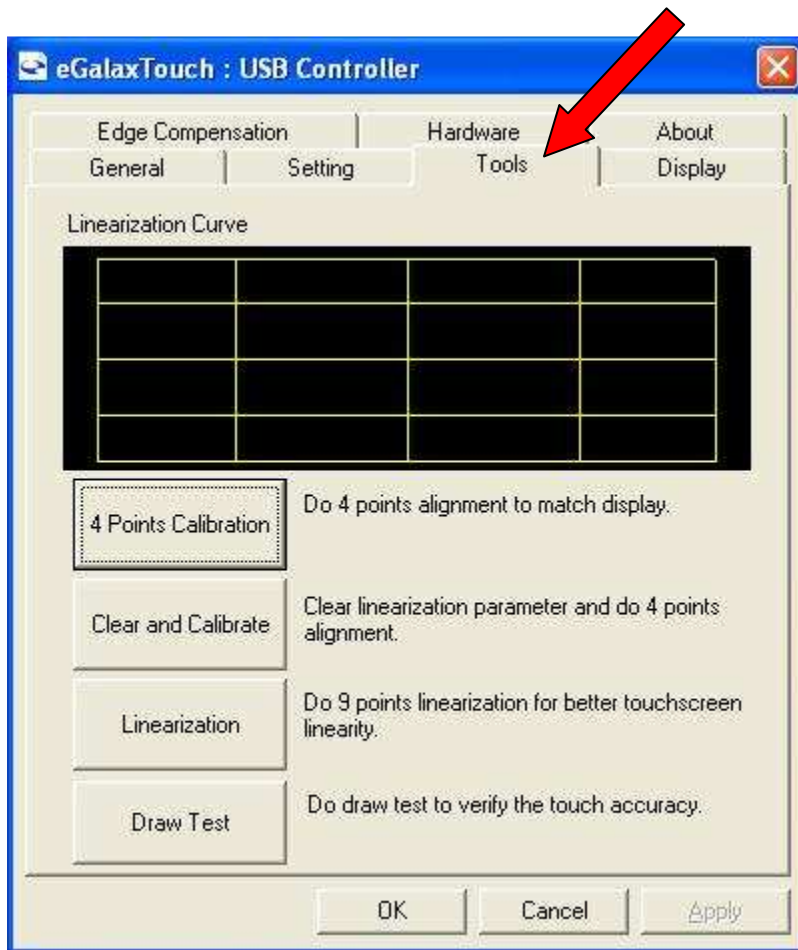 eGalaxTouch : USB Controller
Edge Compensation Hardware About
General Setting Tools Display
Linearization Curve
4 Points Calibration
Do 4 points alignment to match display.
Clear and Calibrate
Clear linearization parameter and do 4 points
alignment.
Linearization
Do 9 points linearization for better touchscreen
linearity.
Draw Test
Do draw test to verify the touch accuracy.
OK Cancel Apply